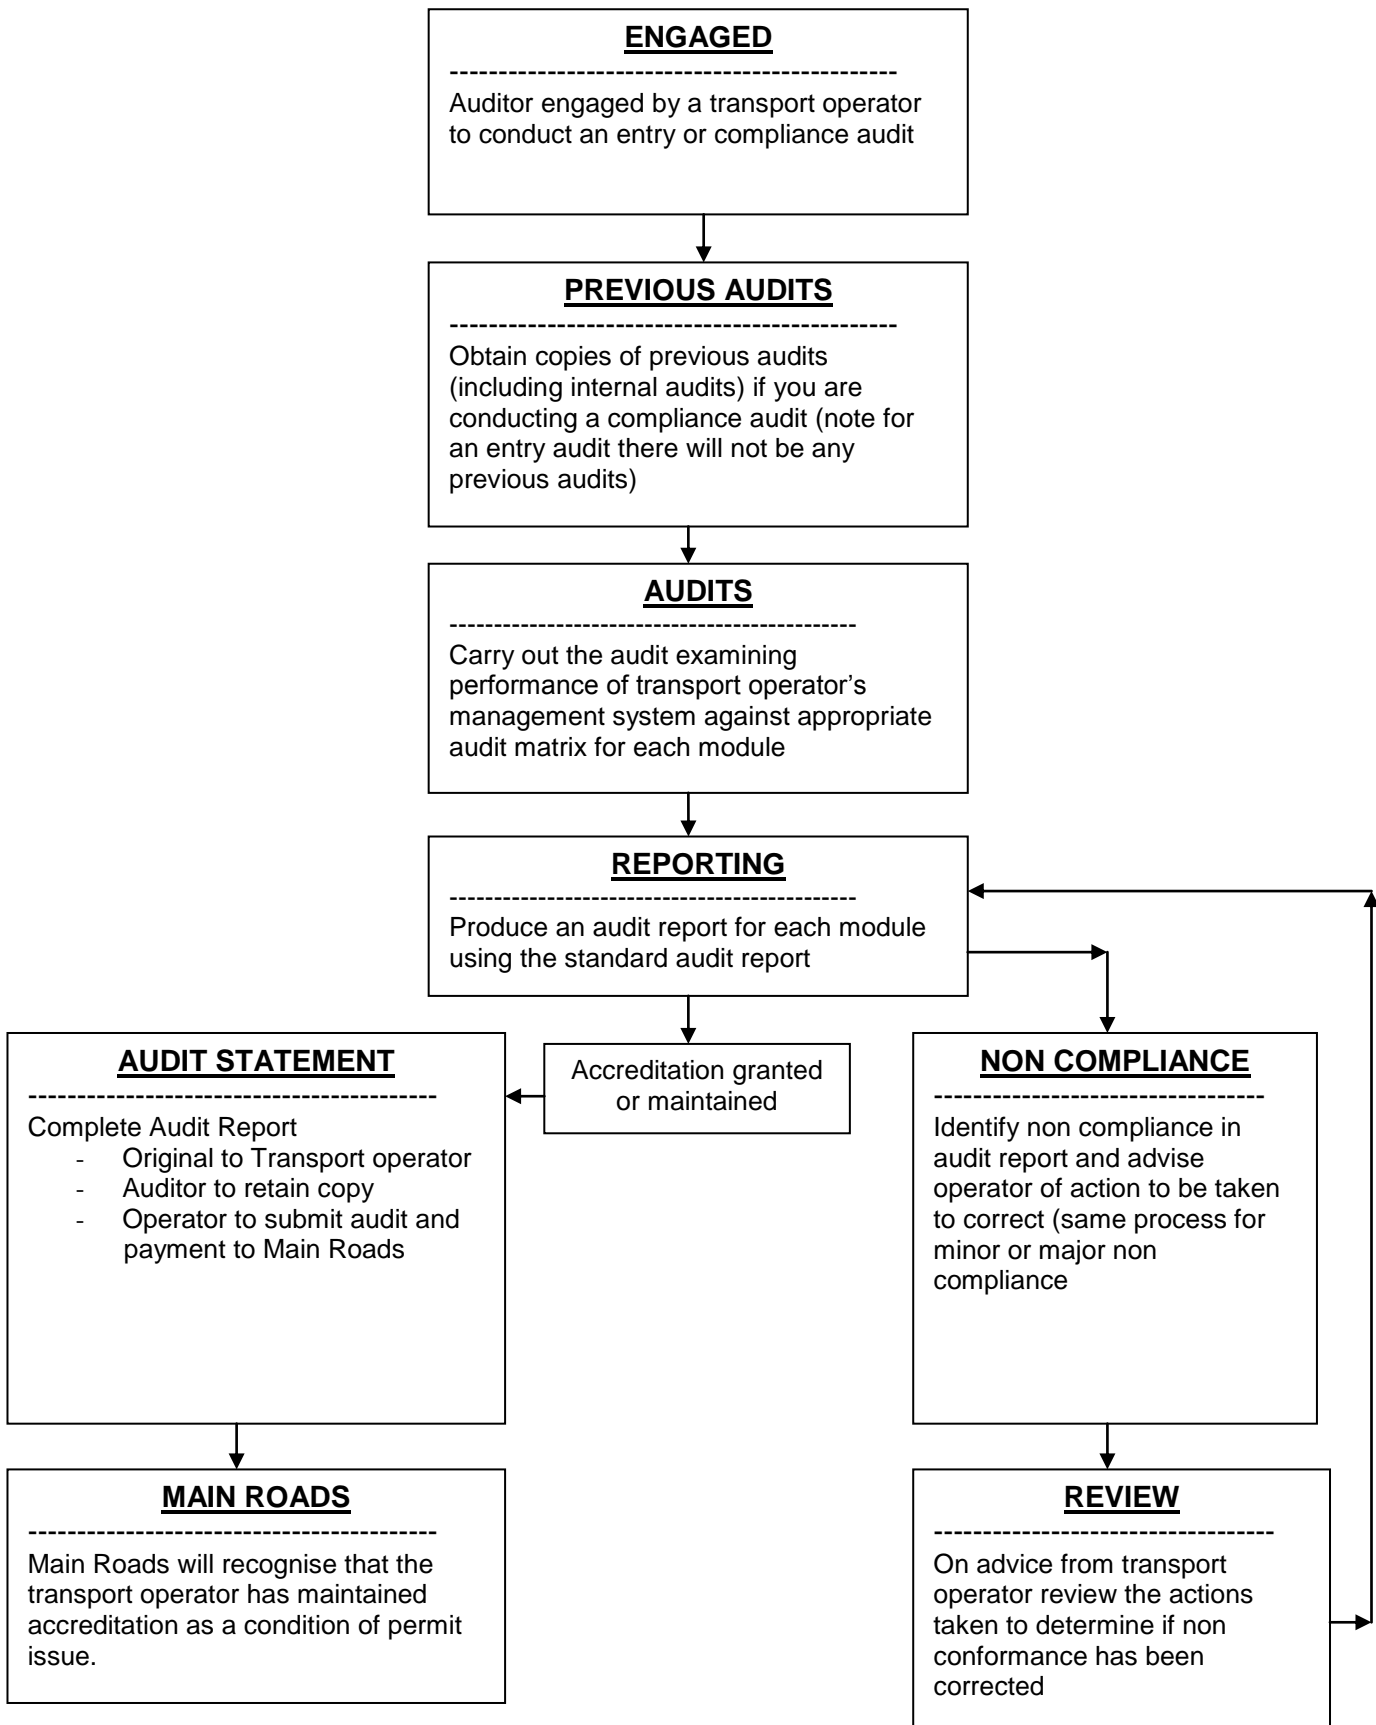 ENGAGED
----------------------------------------------
Auditor engaged by a transport operator
to conduct an entry or compliance audit
PREVIOUS AUDITS
----------------------------------------------
Obtain copies of previous audits
(including internal audits) if you are
conducting a compliance audit (note for
an entry audit there will not be any
previous audits)
AUDITS
------------------------------------------
Carry out the audit examining
performance of transport operator’s
management system against appropriate
audit matrix for each module
REPORTING
------------------------------------------
Produce an audit report for each module
using the standard audit report
Accreditation granted
or maintained
AUDIT STATEMENT
------------------------------------------
Complete Audit Report
- Original to Transport operator
- Auditor to retain copy
- Operator to submit audit and
payment to Main Roads
NON COMPLIANCE
----------------------------------
Identify non compliance in
audit report and advise
operator of action to be taken
to correct (same process for
minor or major non
compliance
MAIN ROADS
------------------------------------------
Main Roads will recognise that the
transport operator has maintained
accreditation as a condition of permit
issue.
REVIEW
-----------------------------------
On advice from transport
operator review the actions
taken to determine if non
conformance has been
corrected